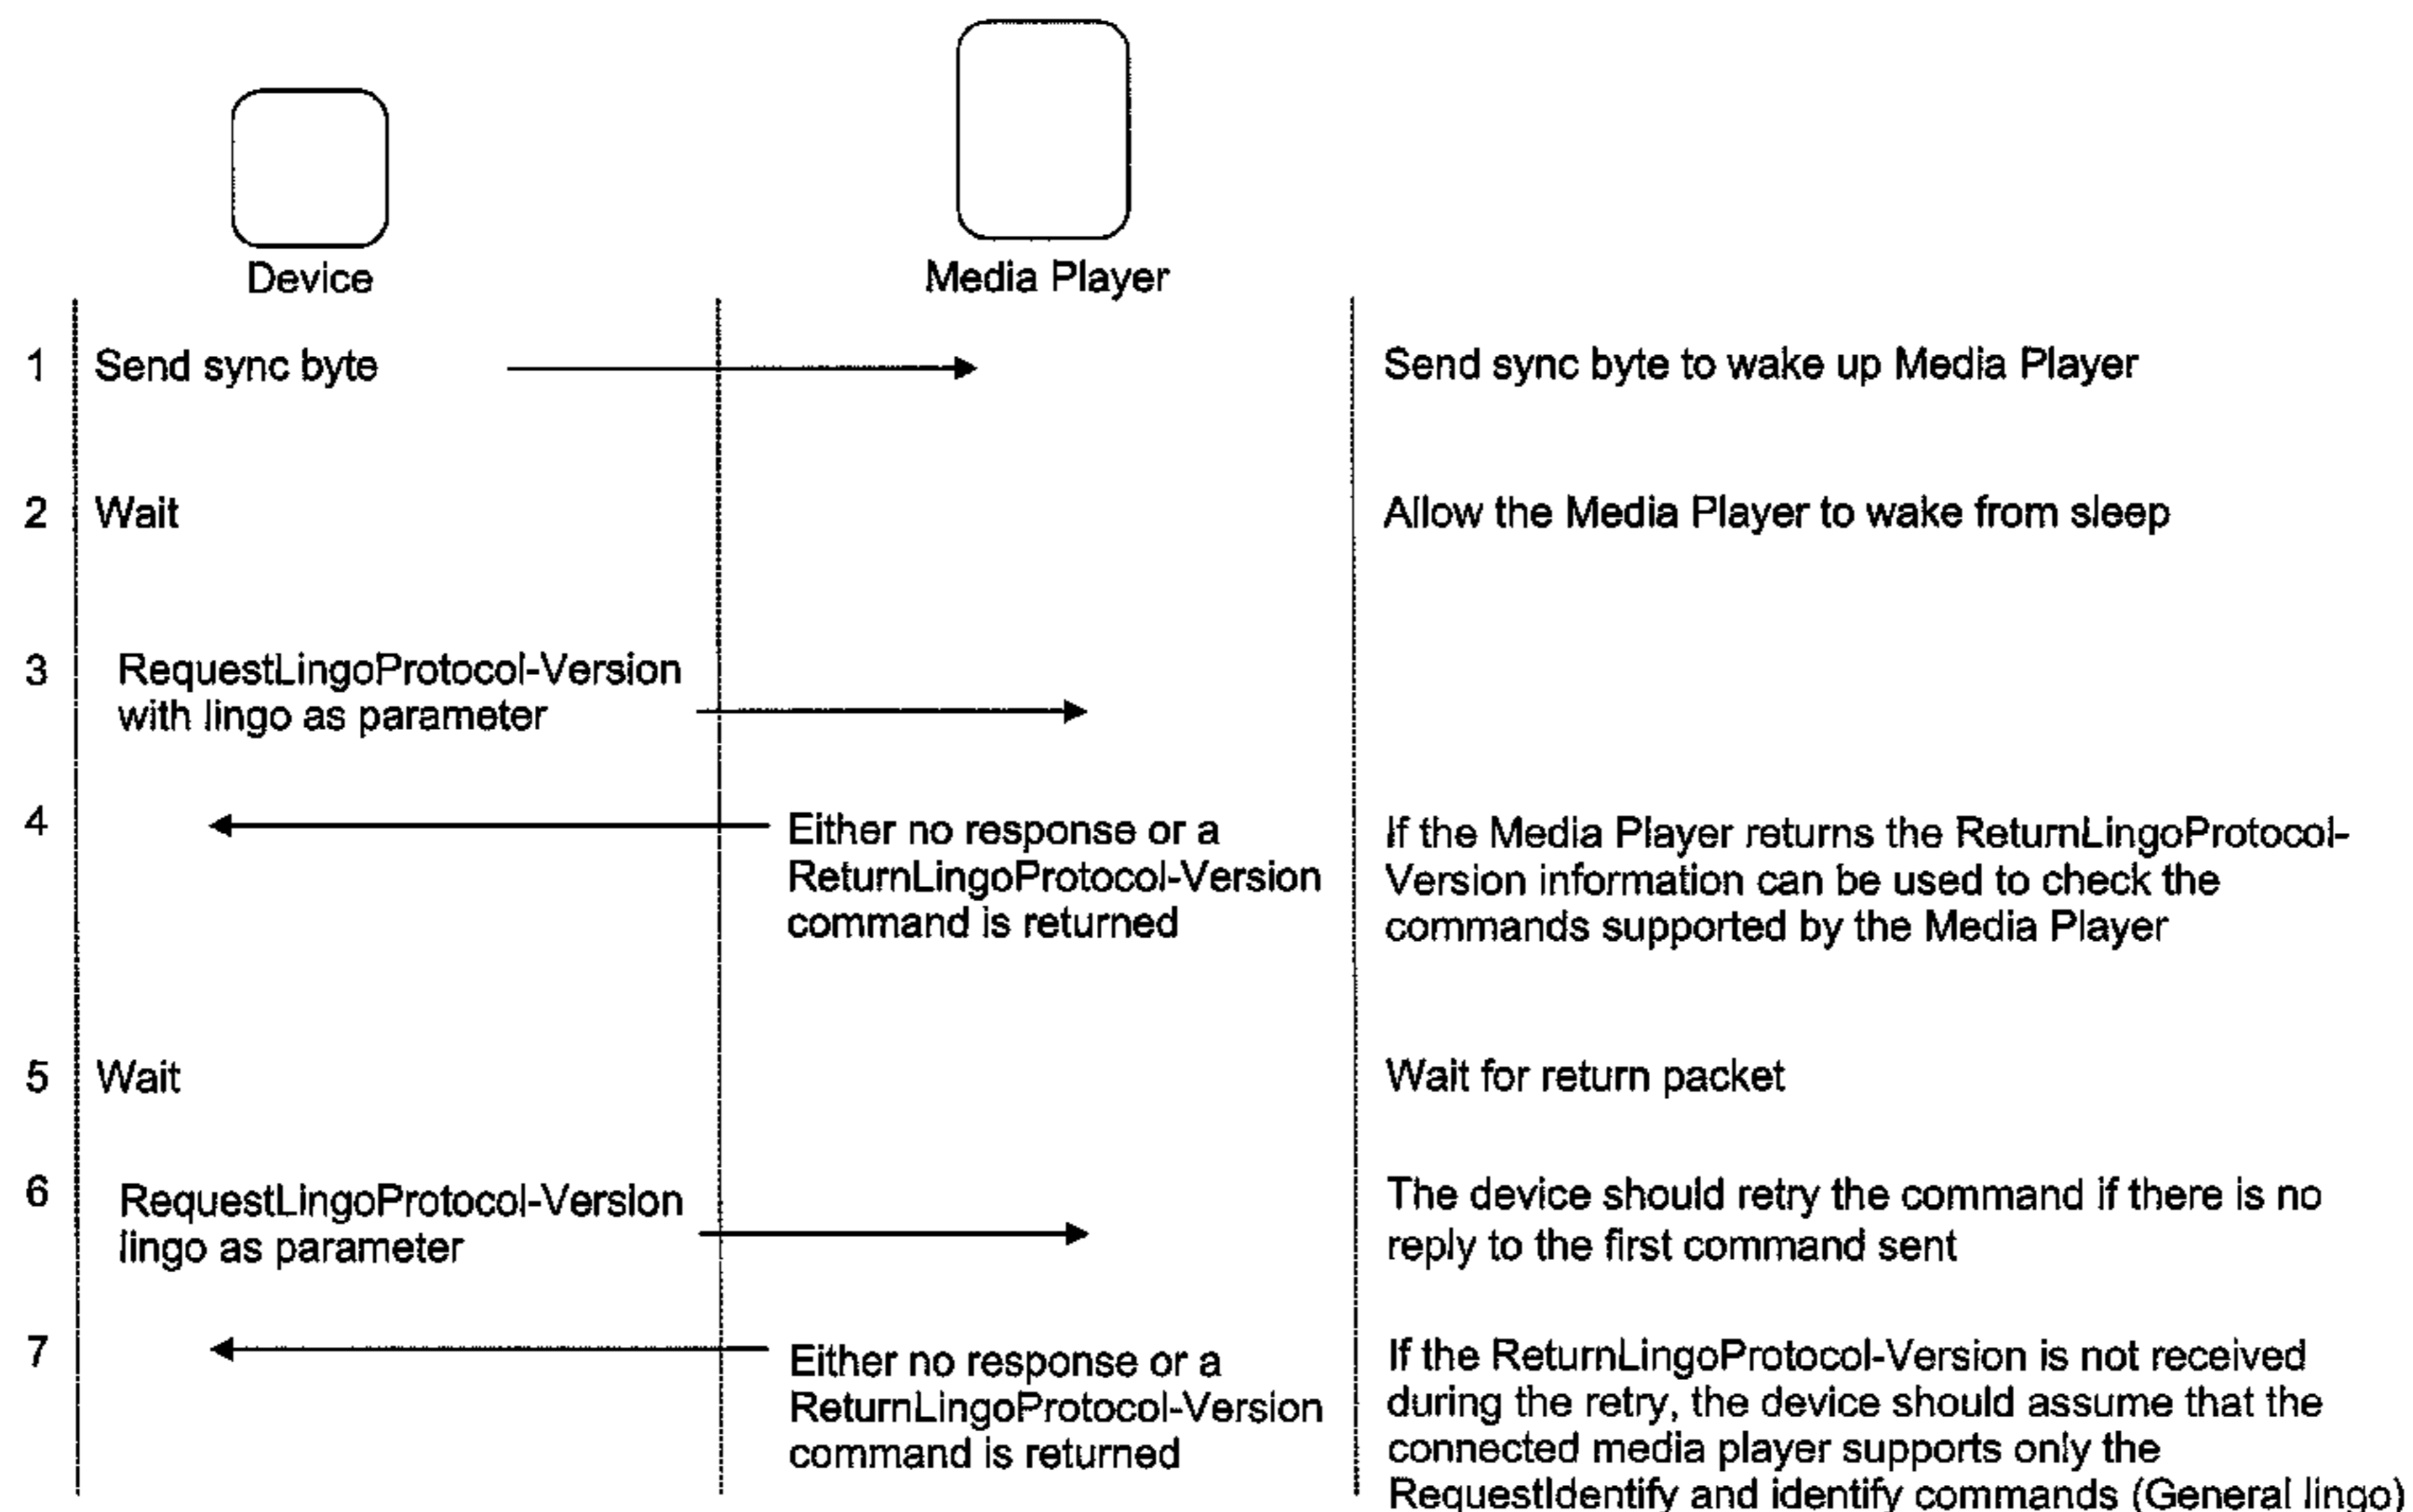 Device
Media Player
1 Send sync byte Send sync byte to wake up Media Player
2 Wait Allow the Media Player to wake from sleep
3 RequestLingoProtocol-Version
with lingo as parameter
4 Either no response or a
ReturnLingoProtocol-Version
command is returned
If the Media Player returns the ReturnLingoProtocol-
Version information can be used to check the
commands supported by the Media Player
5 Wait Wait for return packet
6 RequestLingoProtocol-Version
lingo as parameter
The device should retry the command if there is no
reply to the first command sent
7 Either no response or a
ReturnLingoProtocol-Version
command is returned
If the ReturnLingoProtocol-Version is not received
during the retry, the device should assume that the
connected media player supports only the
RequestIdentify and identify commands (General lingo)